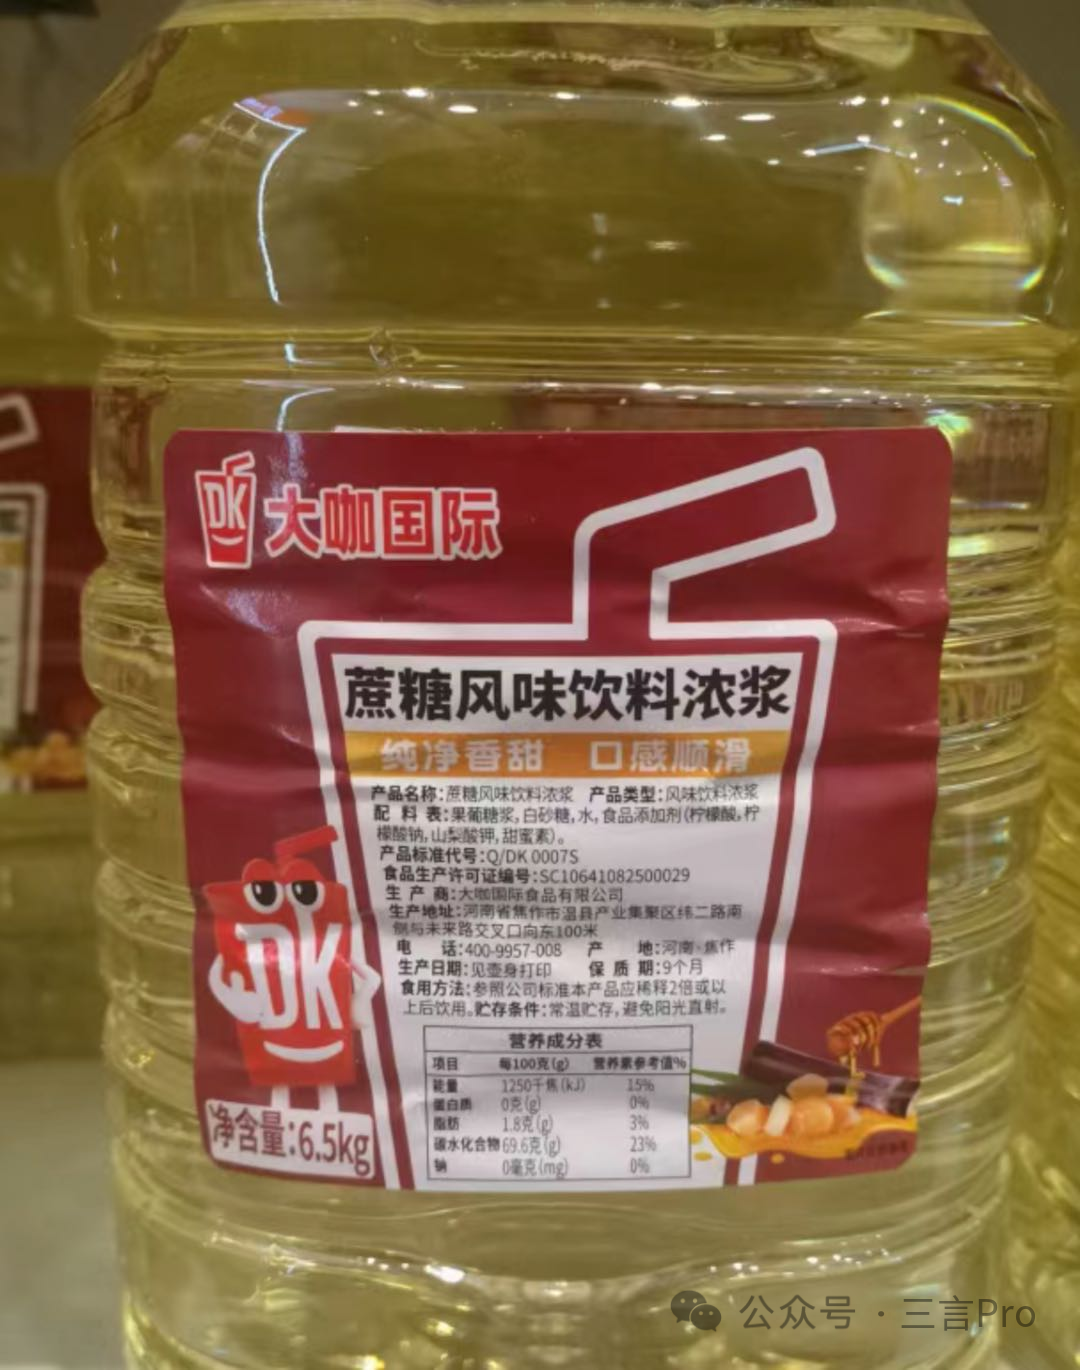 DK 大咖国际
蔗糖风味饮料浓浆
纯净香甜 口感顺滑
产品名称：蔗糖风味饮料浓浆 产品类型：风味饮料浓浆
配料表：果葡糖浆，白砂糖，水，食品添加剂（柠檬酸，柠
檬酸钠，山梨酸钾，甜蜜素）。
产品标准代号：Q/DK 0007S
食品生产许可证编号：SC10641082500029
生产商：大咖国际食品有限公司
生产地址：河南省焦作市温县产业集聚区纬二路南
侧与未来路交叉口向东100米
电话：400-9957-008 产地：河南·焦作
生产日期：见壶身打印 保质期：9个月
食用方法：参照公司标准本产品应稀释2倍或以
上后饮用。贮存条件：常温贮存，避免阳光直射。
营养成分表
项目 每100克(g) 营养素参考值%
能量 1250千焦(kJ) 15%
蛋白质 0克(g) 0%
脂肪 1.8克(g) 3%
碳水化合物 69.6克(g) 23%
钠 0毫克(mg) 0%
DK
净含量：6.5kg
公众号 · 三言Pro